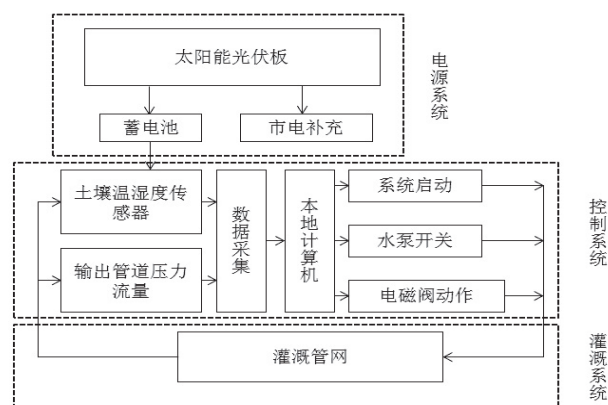 太阳能光伏板
蓄电池
市电补充
电源系统
土壤温湿度传
感器
输出管道压力
流量
数据采集
本地计算机
系统启动
水泵开关
电磁阀动作
控制系统
灌溉管网
灌溉系统